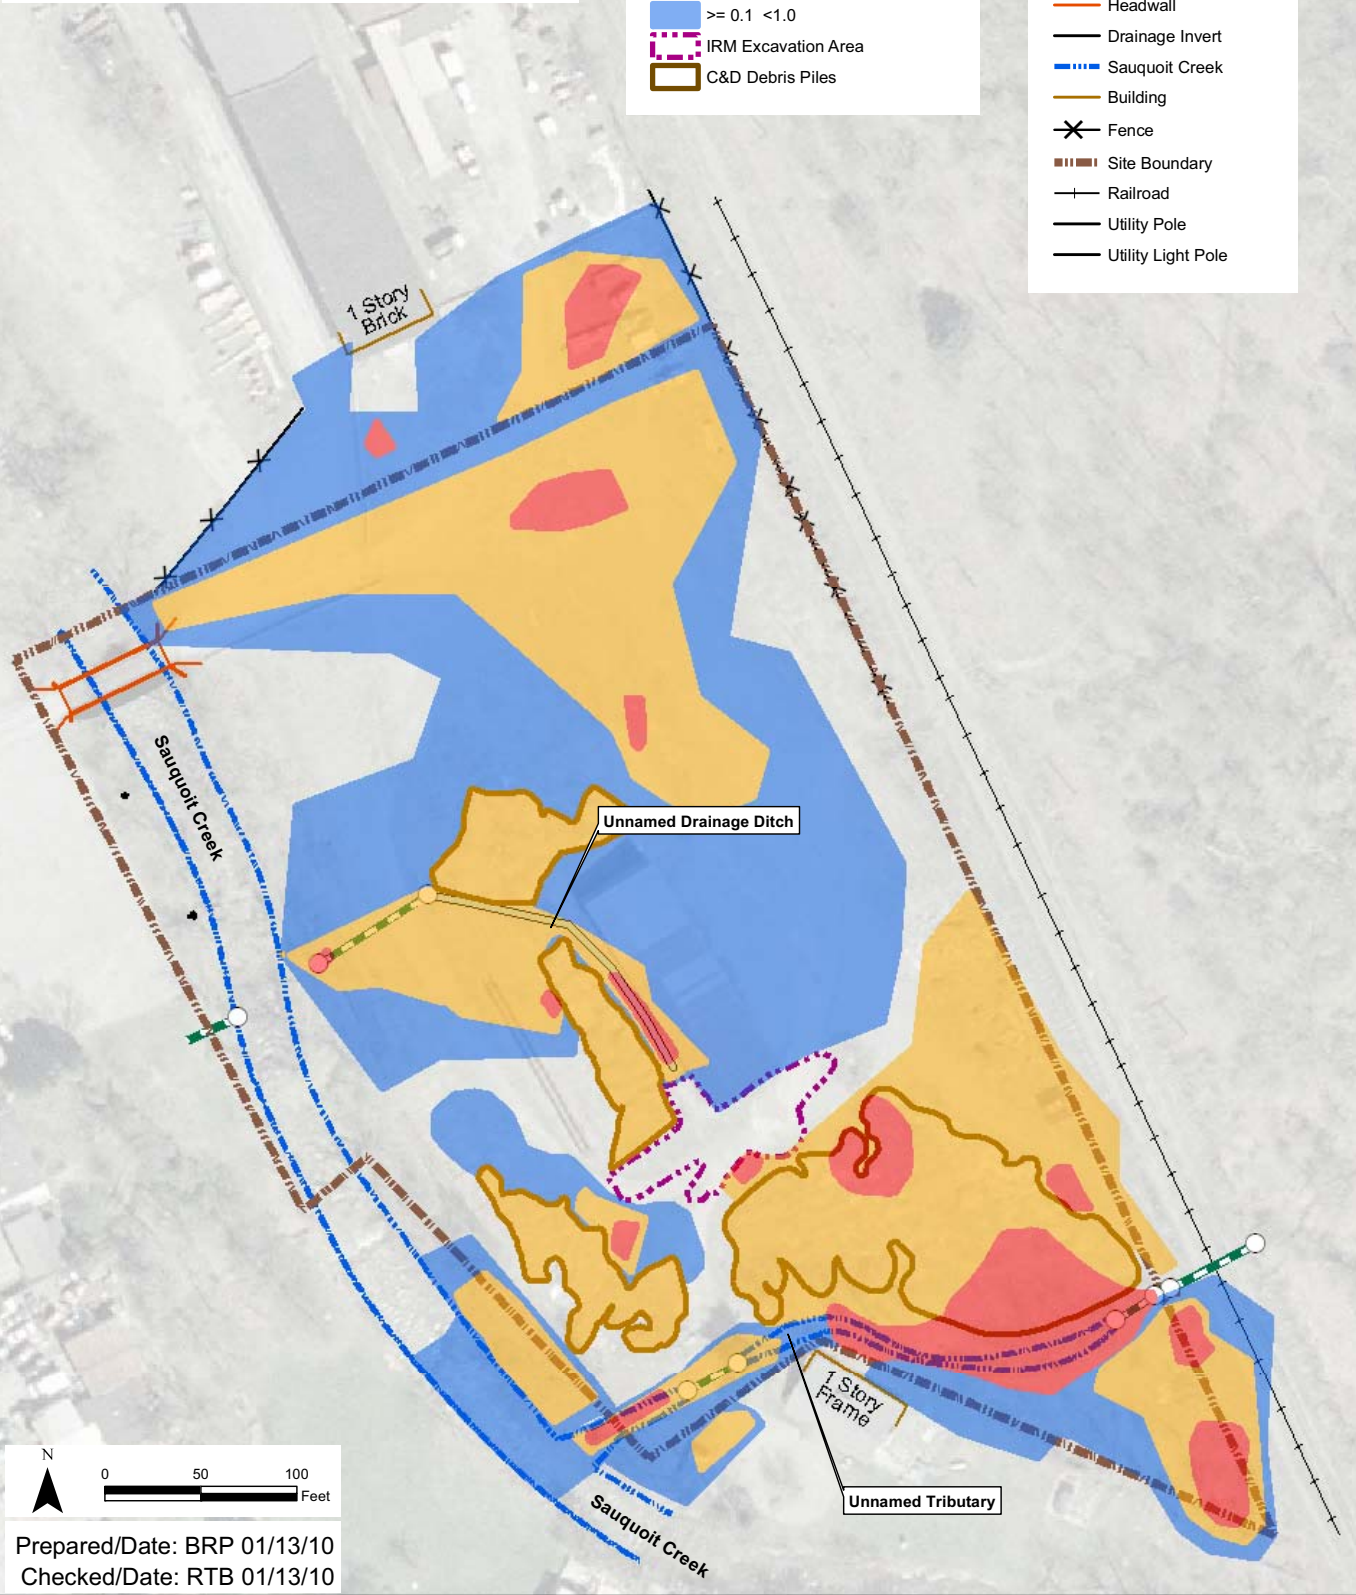 >= 0.1 <1.0
IRM Excavation Area
C&D Debris Piles
Headwall
Drainage Invert
Sauquoit Creek
Building
Fence
Site Boundary
Railroad
Utility Pole
Utility Light Pole
1 Story
Brick
Sauquoit Creek
Unnamed Drainage Ditch
1 Story
Frame
Unnamed Tributary
Sauquoit Creek
N
0 50 100
Feet
Prepared/Date: BRP 01/13/10
Checked/Date: RTB 01/13/10